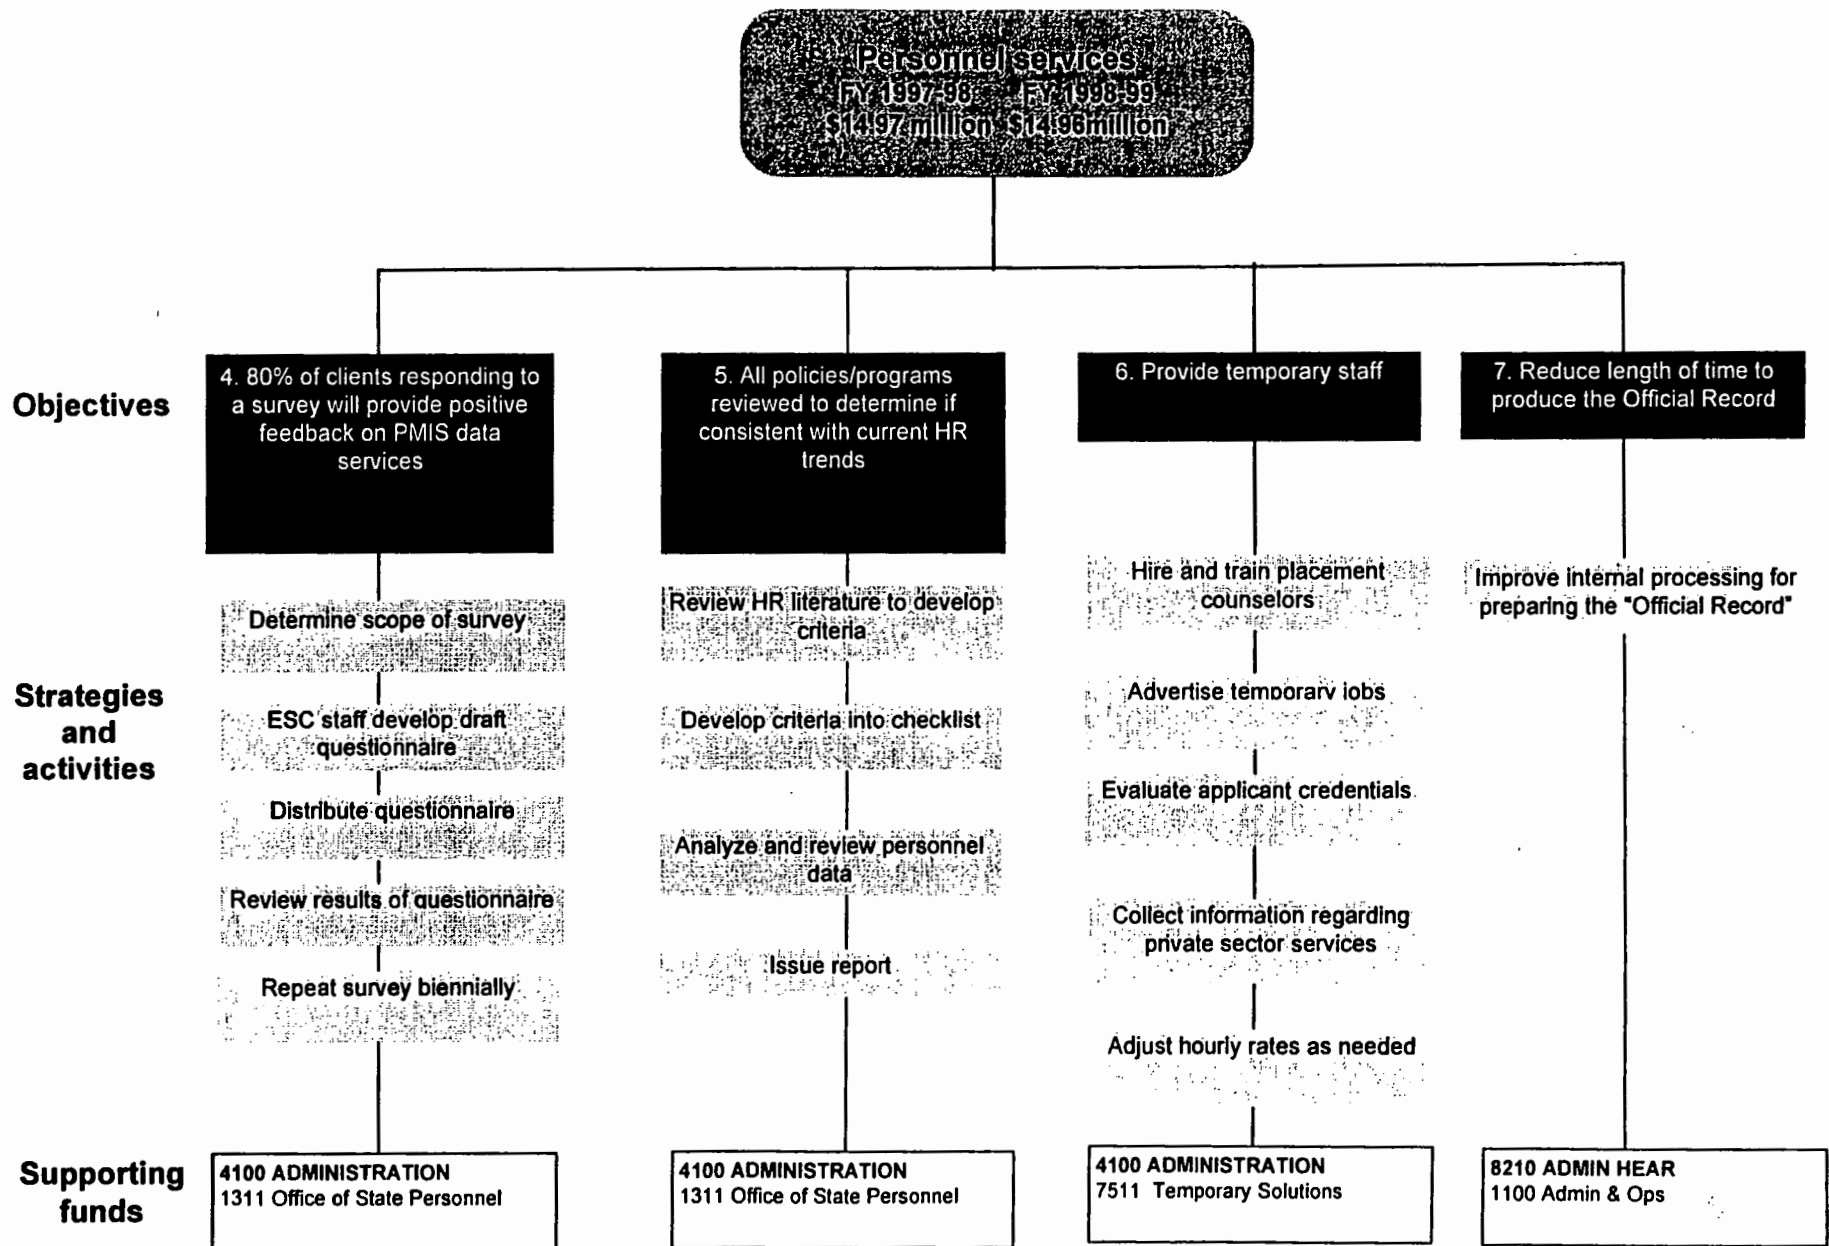 Personnel services
FY 1997-98 FY 1998-99
$14.97 million $14.96million
Objectives
4. 80% of clients responding to
a survey will provide positive
feedback on PMIS data
services
5. All policies/programs
reviewed to determine if
consistent with current HR
trends
6. Provide temporary staff
7. Reduce length of time to
produce the Official Record
Strategies
and
activities
Determine scope of survey
ESC staff develop draft
questionnaire
Distribute questionnaire
Review results of questionnaire
Repeat survey biennially
Review HR literature to develop
criteria
Develop criteria into checklist
Analyze and review personnel
data
Issue report
Hire and train placement
counselors
Advertise temporary jobs
Evaluate applicant credentials
Collect information regarding
private sector services
Adjust hourly rates as needed
Improve internal processing for
preparing the "Official Record"
Supporting
funds
4100 ADMINISTRATION
1311 Office of State Personnel
4100 ADMINISTRATION
1311 Office of State Personnel
4100 ADMINISTRATION
7511 Temporary Solutions
8210 ADMIN HEAR
1100 Admin & Ops